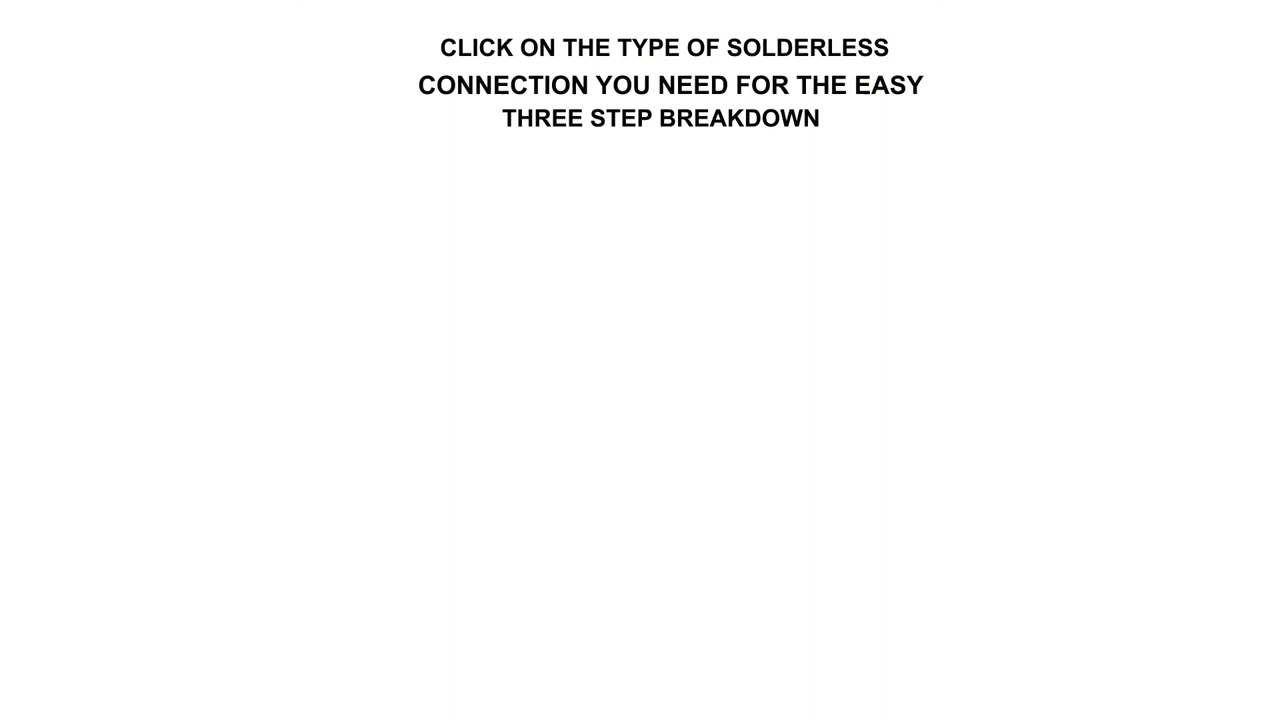 CLICK ON THE TYPE OF SOLDERLESS
CONNECTION YOU NEED FOR THE EASY
THREE STEP BREAKDOWN